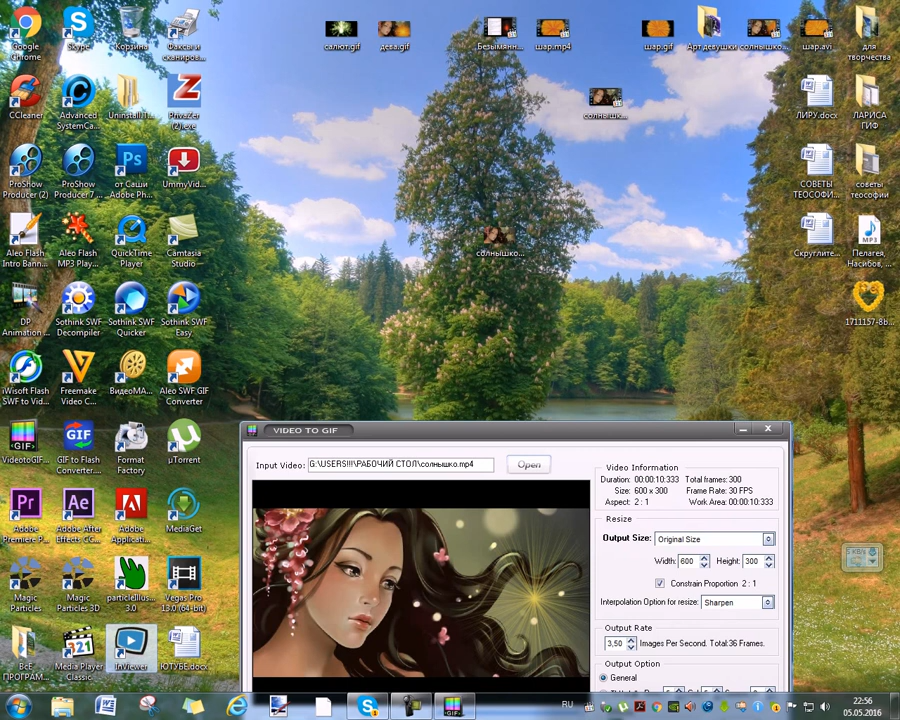 Google Chrome
Skype
Корзина
Факсы и сканиров...
салют.gif
дева.gif
Безымянн...
шар.mp4
шар.gif
Арт девушки
солнышко...
шар.avi
для творчества
CCleaner
Advanced SystemCa...
PrivaZer (2).exe
солнышк...
ЛИРУ.docx
ЛАРИСА ГИФ
ProShow Producer (2)
ProShow Producer 7 ...
от Саши Adobe Ph...
UmmyVid...
СОВЕТЫ ТЕОСОФИ...
советы теософии
Aleo Flash Intro Bann...
Aleo Flash MP3 Play...
QuickTime Player
Camtasia Studio...
солнышко...
Скруглите...
MP3
Пелагея, Насибов, ...
DP Animation ...
Sothink SWF Decompiler
Sothink SWF Quicker
Sothink SWF Easy
1711157-8b...
iWisoft Flash SWF to Vid...
Freemake Video C...
ВидеоМА...
Aleo SWF GIF Converter
VideotoGIF...
GIF to Flash Converter...
Format Factory
µTorrent
Adobe Premiere P...
Adobe After Effects CC...
Adobe Applicati...
MediaGet
Magic Particles
Magic Particles 3D
particleIllus... 3.0
Vegas Pro 13.0 (64-bit)
ВсЕ ПРОГРАМ...
Media Player Classic
InViewer
ЮТУБЕ.docx
VIDEO TO GIF
Input Video: G:\USERS!!!\РАБОЧИЙ СТОЛ\солнышко.mp4 Open
Video Information
Duration: 00:00:10:333 Total frames: 300
Size: 600 x 300 Frame Rate: 30 FPS
Aspect: 2 : 1 Work Area: 00:00:10:333
Resize
Output Size: Original Size
Width: 600 Height: 300
Constrain Proportion 2 : 1
Interpolation Option for resize: Sharpen
Output Rate
3,50 Images Per Second. Total:36 Frames.
Output Option
General
RU
22:56
05.05.2016